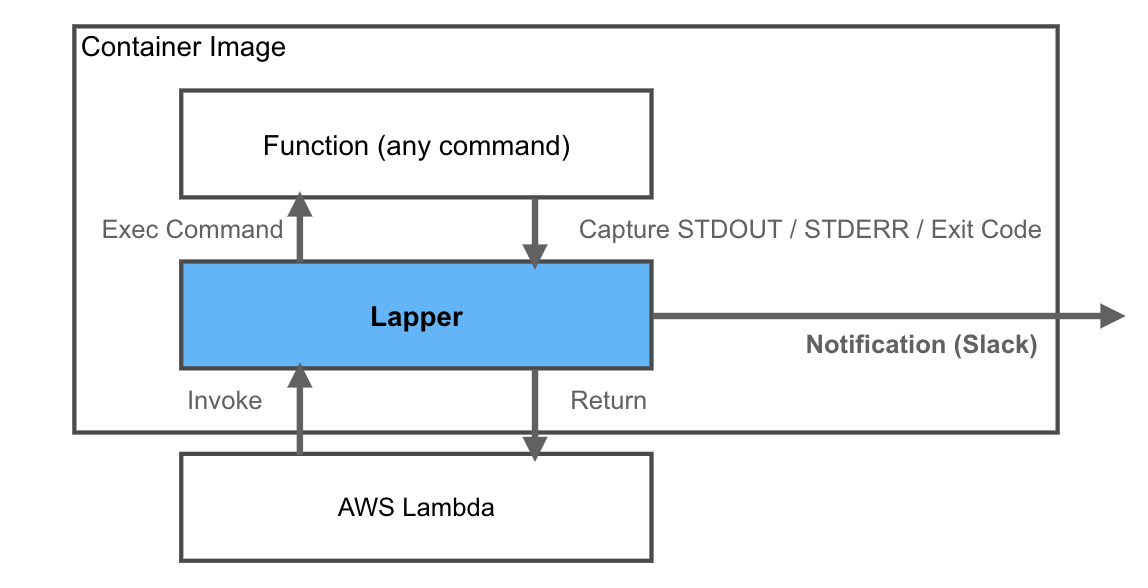 Container Image
Function (any command)
Exec Command
Capture STDOUT / STDERR / Exit Code
Lapper
Notification (Slack)
Invoke
Return
AWS Lambda